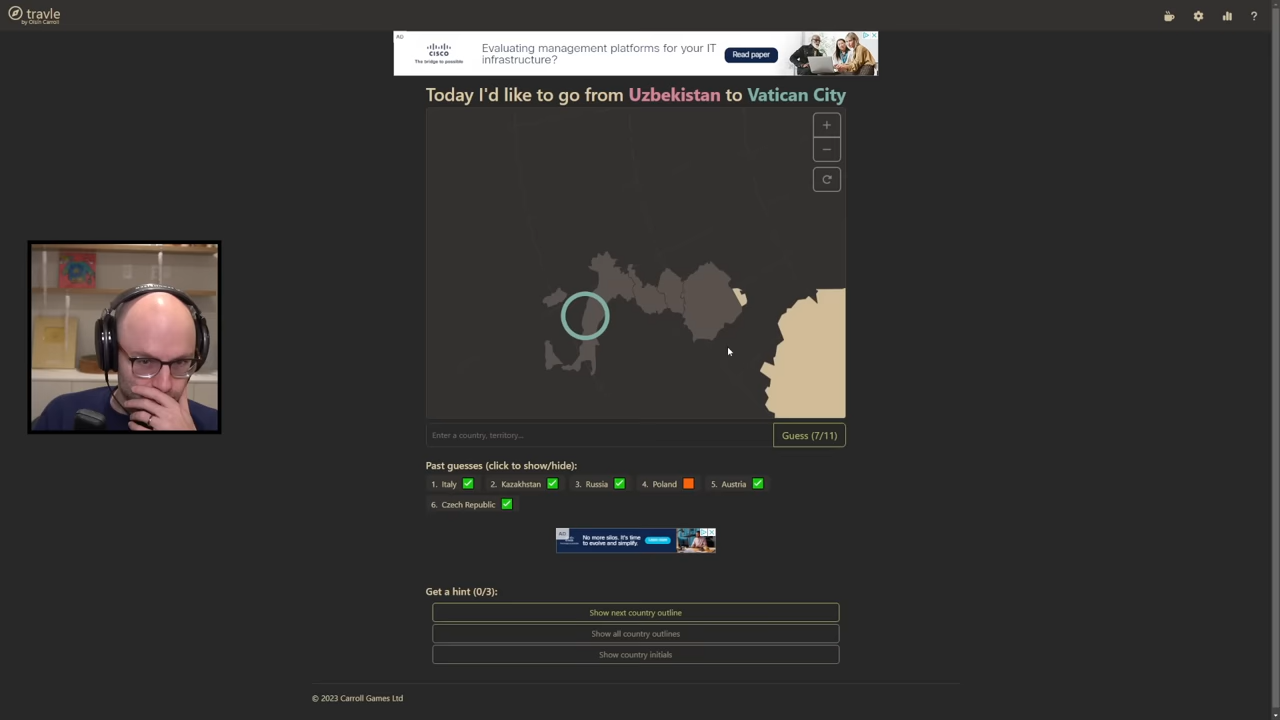 travle
by Oisín Carroll
AD
CISCO
The bridge to possible
Evaluating management platforms for your IT
infrastructure?
Read paper
Today I'd like to go from Uzbekistan to Vatican City
+
−
Enter a country, territory...
Guess (7/11)
Past guesses (click to show/hide):
1. Italy
2. Kazakhstan
3. Russia
4. Poland
5. Austria
6. Czech Republic
AD
No more silos. It's time
to evolve and simplify.
Get a hint (0/3):
Show next country outline
Show all country outlines
Show country initials
© 2023 Carroll Games Ltd